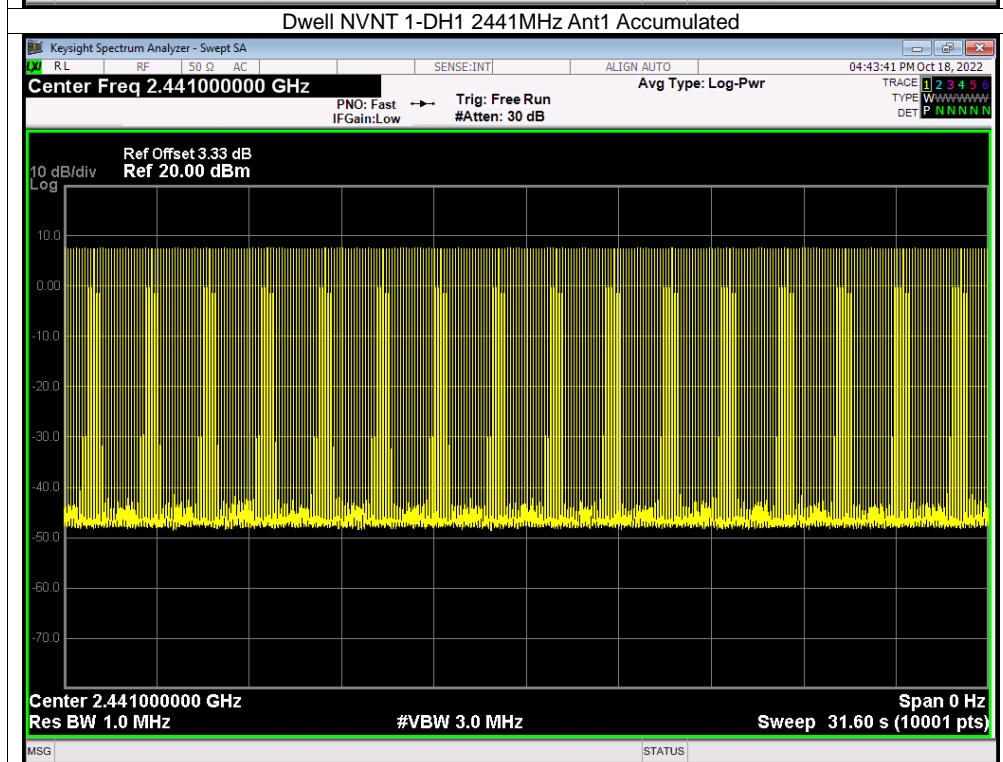 Dwell NVNT 1-DH1 2441MHz Ant1 Accumulated
Keysight Spectrum Analyzer - Swept SA
RL RF 50 Ω AC SENSE:INT ALIGN AUTO 04:43:41 PM Oct 18, 2022
Center Freq 2.441000000 GHz
PNO: Fast
IFGain:Low
Trig: Free Run
#Atten: 30 dB
Avg Type: Log-Pwr
TRACE 1 2 3 4 5 6
TYPE WWWWWW
DET P N N N N N
Ref Offset 3.33 dB
10 dB/div Ref 20.00 dBm
Log
10.0
0.00
-10.0
-20.0
-30.0
-40.0
-50.0
-60.0
-70.0
Center 2.441000000 GHz Span 0 Hz
Res BW 1.0 MHz #VBW 3.0 MHz Sweep 31.60 s (10001 pts)
MSG STATUS